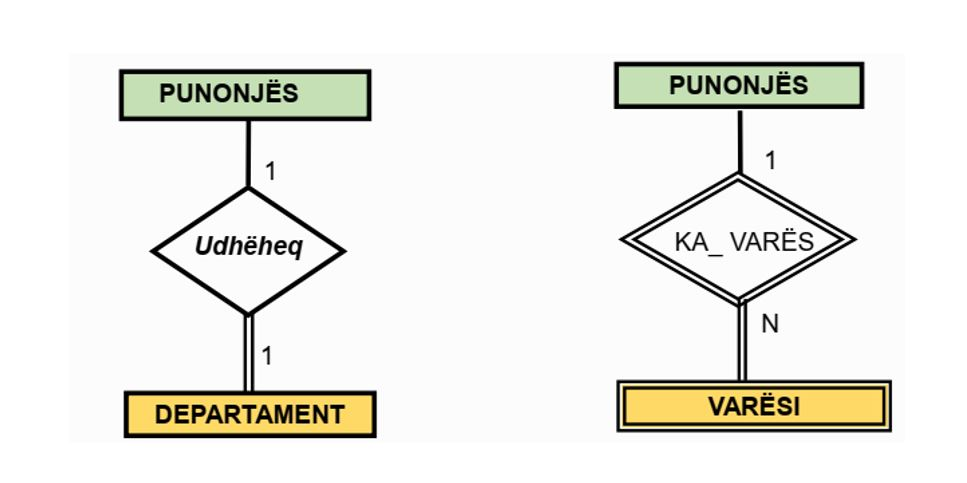 PUNONJËS
1
Udhëheq
1
DEPARTAMENT
PUNONJËS
1
KA_ VARËS
N
VARËSI